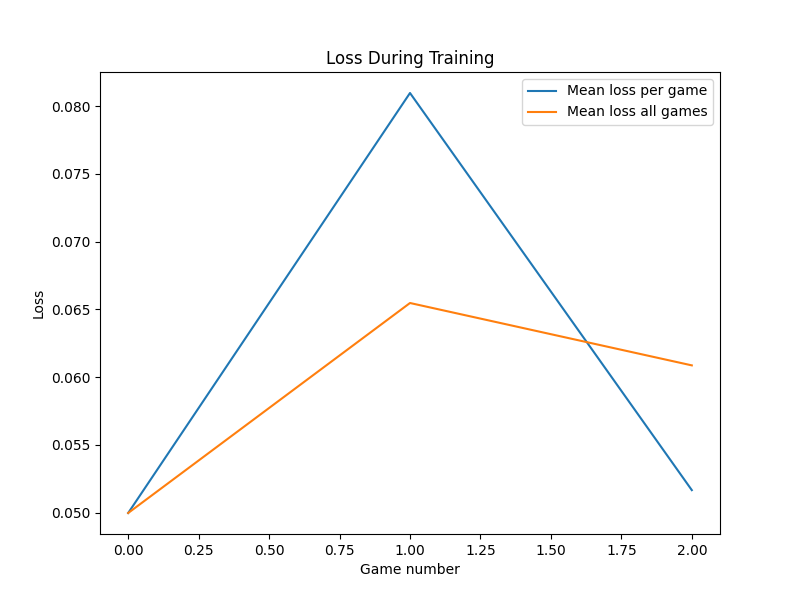 Loss During Training
Mean loss per game
Mean loss all games
0.080
0.075
0.070
0.065
0.060
0.055
0.050
Loss
0.00 0.25 0.50 0.75 1.00 1.25 1.50 1.75 2.00
Game number